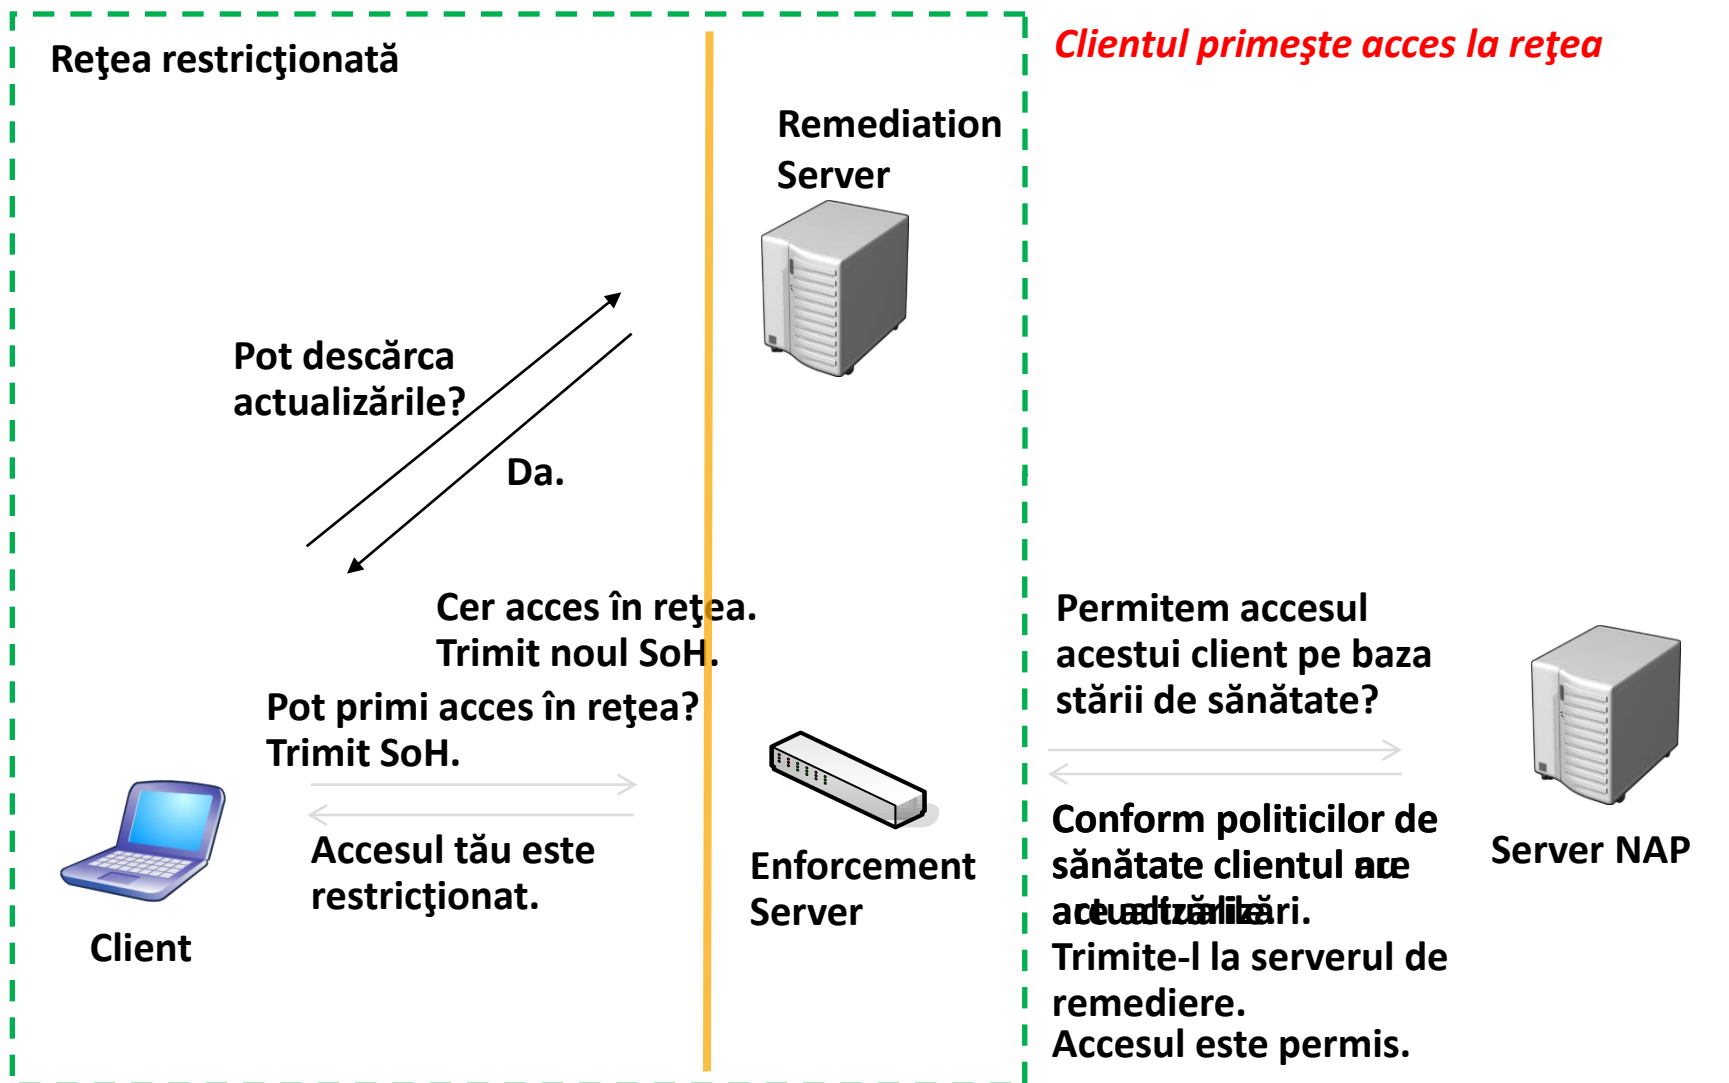 Reţea restricţionată
Clientul primeşte acces la reţea
Remediation
Server
Pot descărca
actualizările?
Da.
Cer acces în reţea.
Trimit noul SoH.
Pot primi acces în reţea?
Trimit SoH.
Accesul tău este
restricţionat.
Client
Enforcement
Server
Permitem accesul
acestui client pe baza
stării de sănătate?
Conform politicilor de
sănătate clientul
Trimite-l la serverul de
remediere.
Accesul este permis.
Server NAP